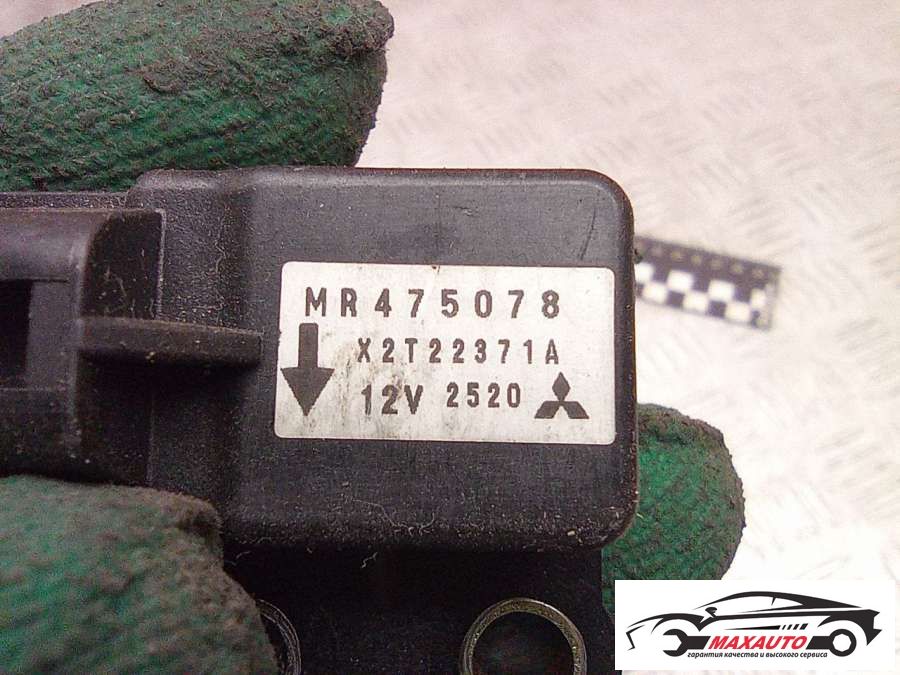 MR475078
X2T22371A
12V 2520
MAXAUTO
гарантия качества и высокого сервиса